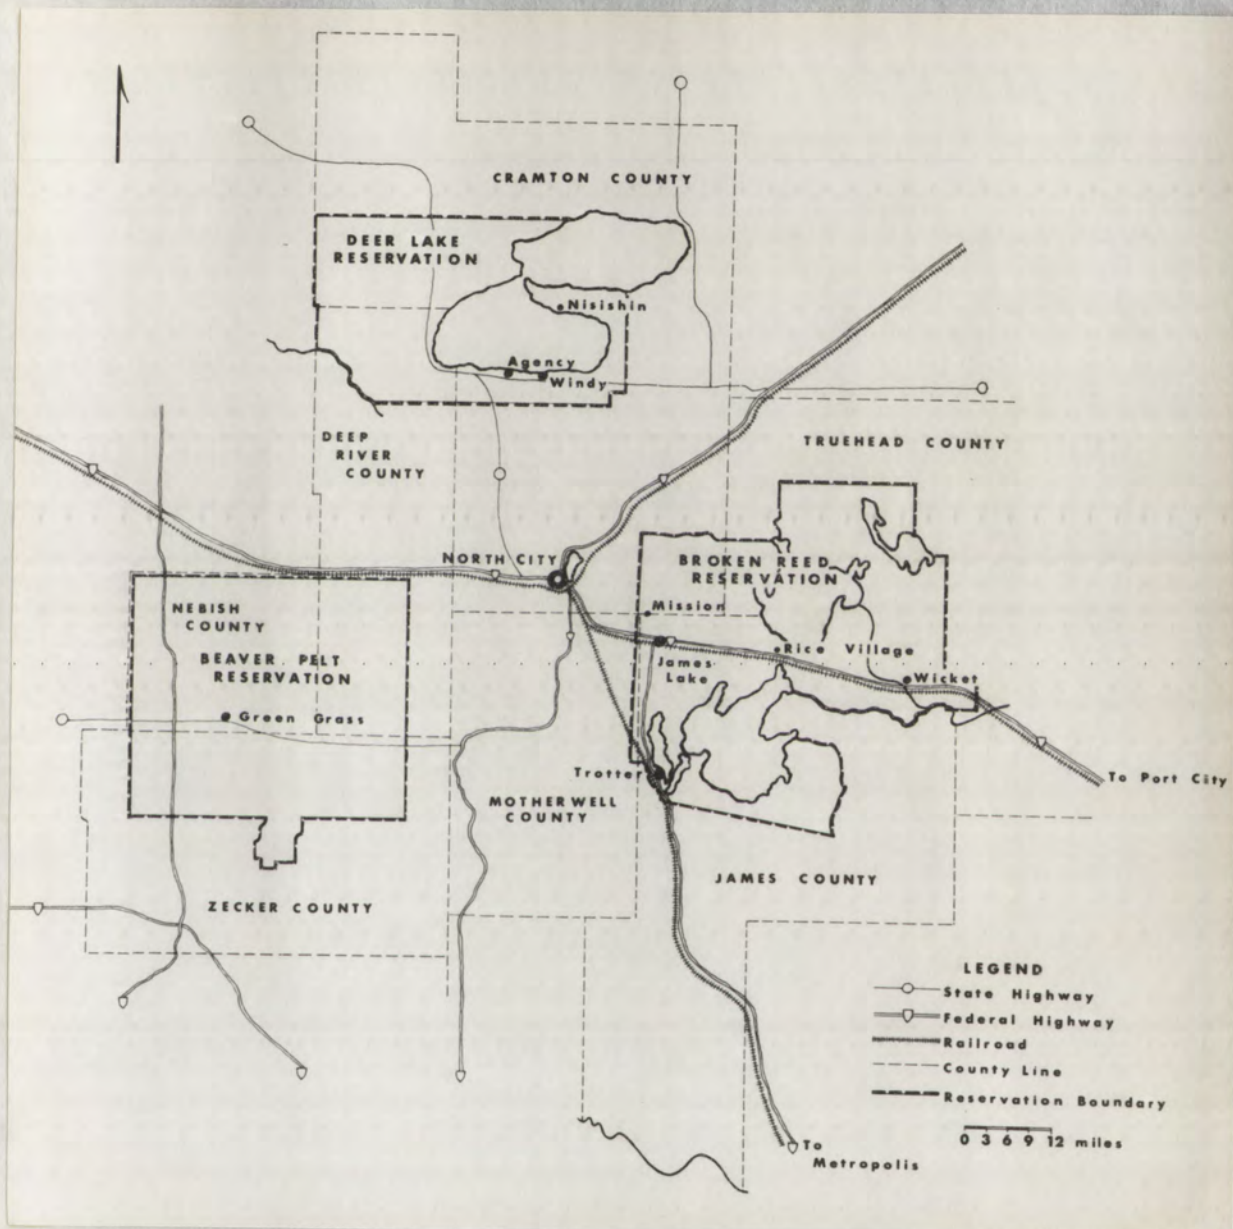 CRAMTON COUNTY
DEER LAKE
RESERVATION
Nisishin
Agency
Windy
DEEP
RIVER
COUNTY
TRUEHEAD COUNTY
NORTH CITY
BROKEN REED
RESERVATION
NEBISH
COUNTY
Mission
BEAVER PELT
RESERVATION
Rice Village
James
Lake
Wicket
Green Grass
Trotter
To Port City
MOTHERWELL
COUNTY
JAMES COUNTY
ZECKER COUNTY
LEGEND
State Highway
Federal Highway
Railroad
County Line
Reservation Boundary
0 3 6 9 12 miles
To
Metropolis